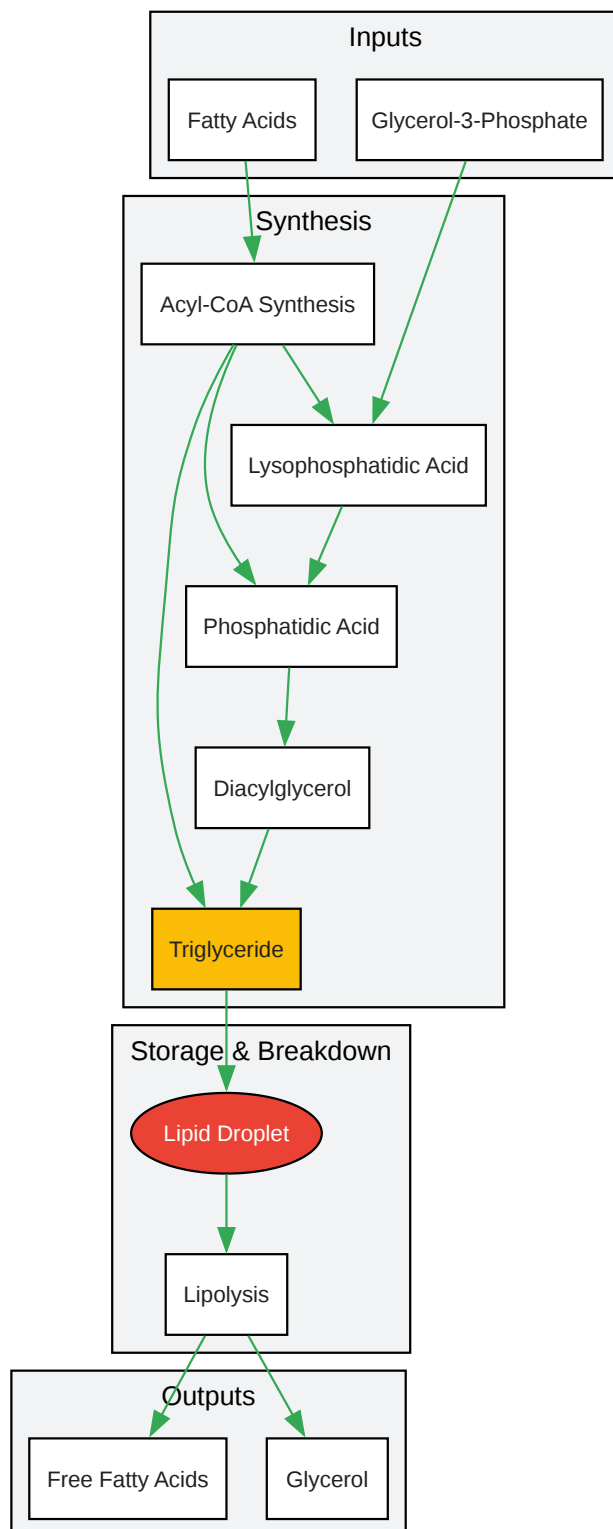 Inputs
Fatty Acids
Glycerol-3-Phosphate
Synthesis
Acyl-CoA Synthesis
Lysophosphatidic Acid
Phosphatidic Acid
Diacylglycerol
Triglyceride
Storage & Breakdown
Lipid Droplet
Lipolysis
Outputs
Free Fatty Acids
Glycerol